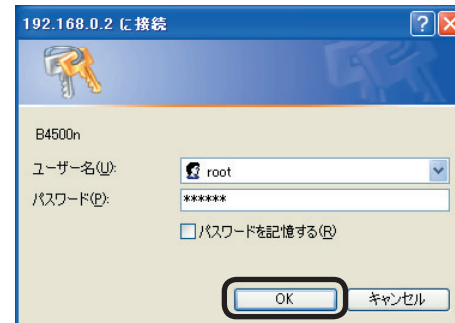 192.168.0.2 に接続
B4500n
ユーザー名(U):
root
パスワード(P):
******
パスワードを記憶する(R)
OK
キャンセル